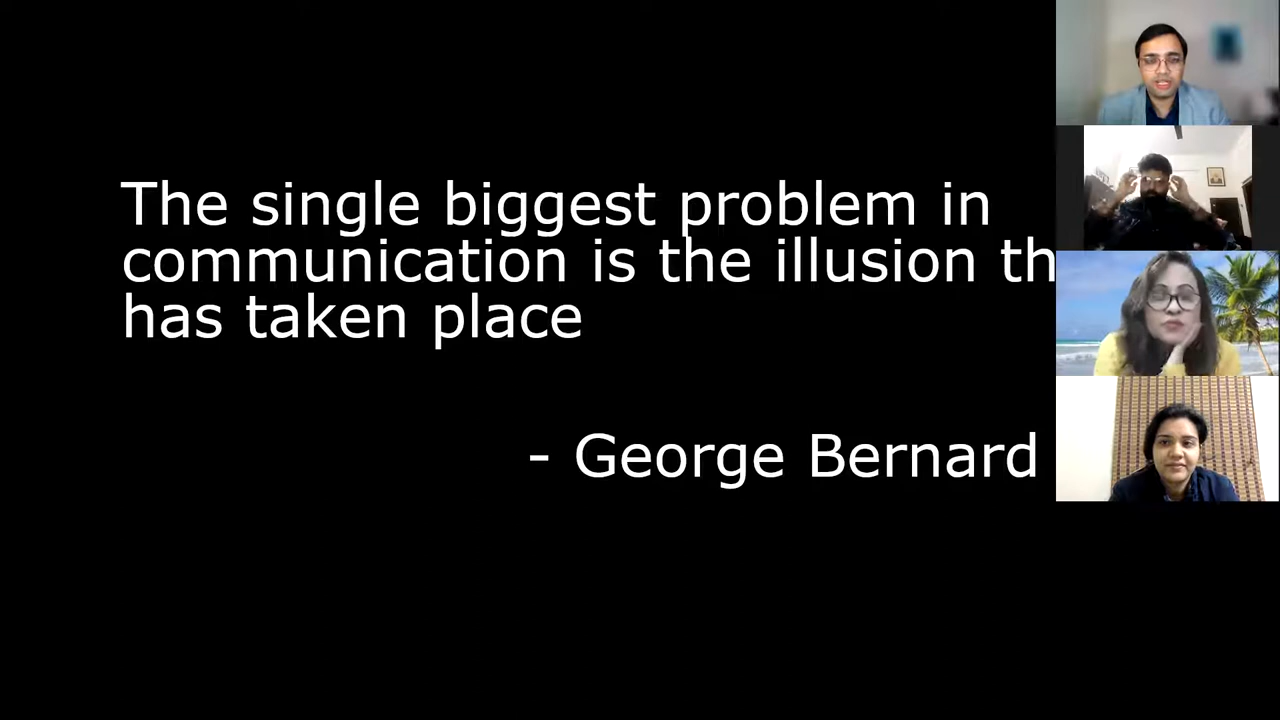 The single biggest problem in
communication is the illusion th
has taken place
- George Bernard